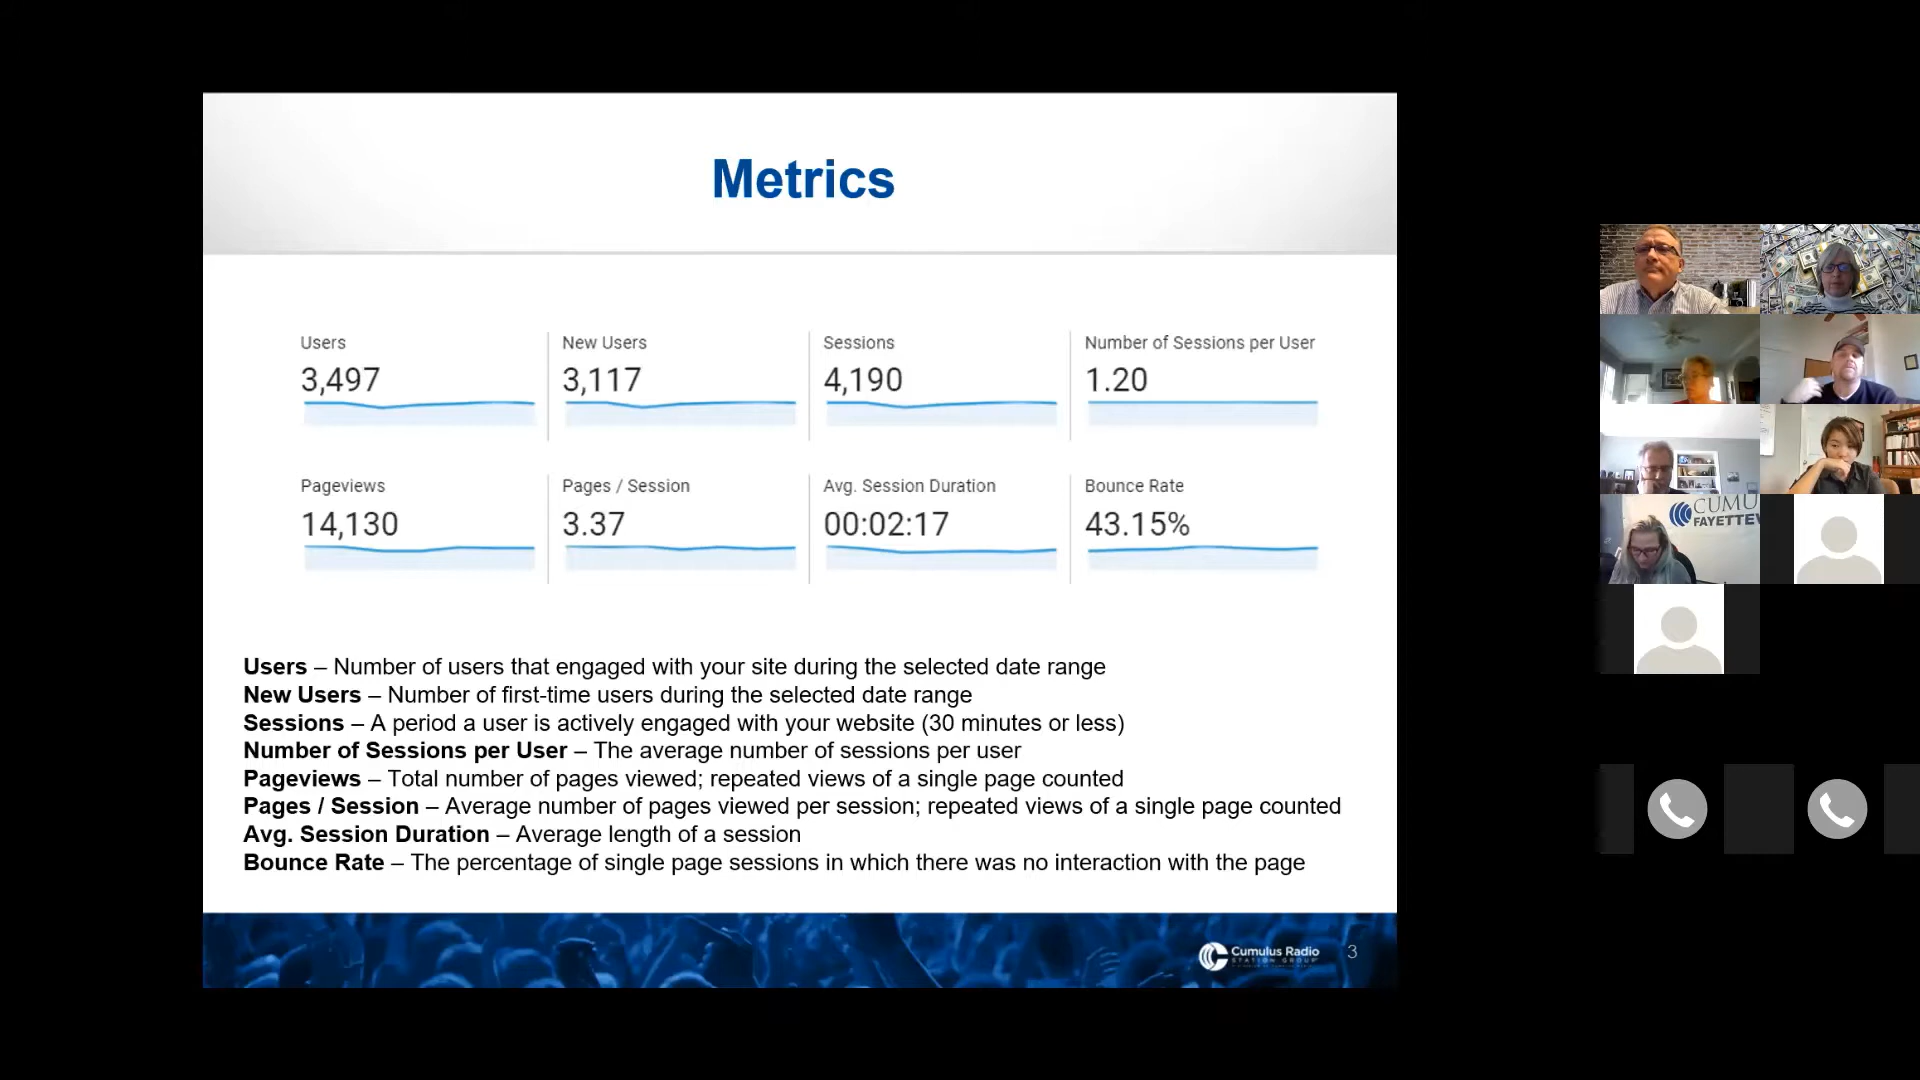 Metrics
Users
New Users
Sessions
Number of Sessions per User
3,497
3,117
4,190
1.20
Pageviews
Pages / Session
Avg. Session Duration
Bounce Rate
14,130
3.37
00:02:17
43.15%
Users – Number of users that engaged with your site during the selected date range
New Users – Number of first-time users during the selected date range
Sessions – A period a user is actively engaged with your website (30 minutes or less)
Number of Sessions per User – The average number of sessions per user
Pageviews – Total number of pages viewed; repeated views of a single page counted
Pages / Session – Average number of pages viewed per session; repeated views of a single page counted
Avg. Session Duration – Average length of a session
Bounce Rate – The percentage of single page sessions in which there was no interaction with the page
Cumulus Radio
STATION GROUP
3
CUMU
FAYETTEV